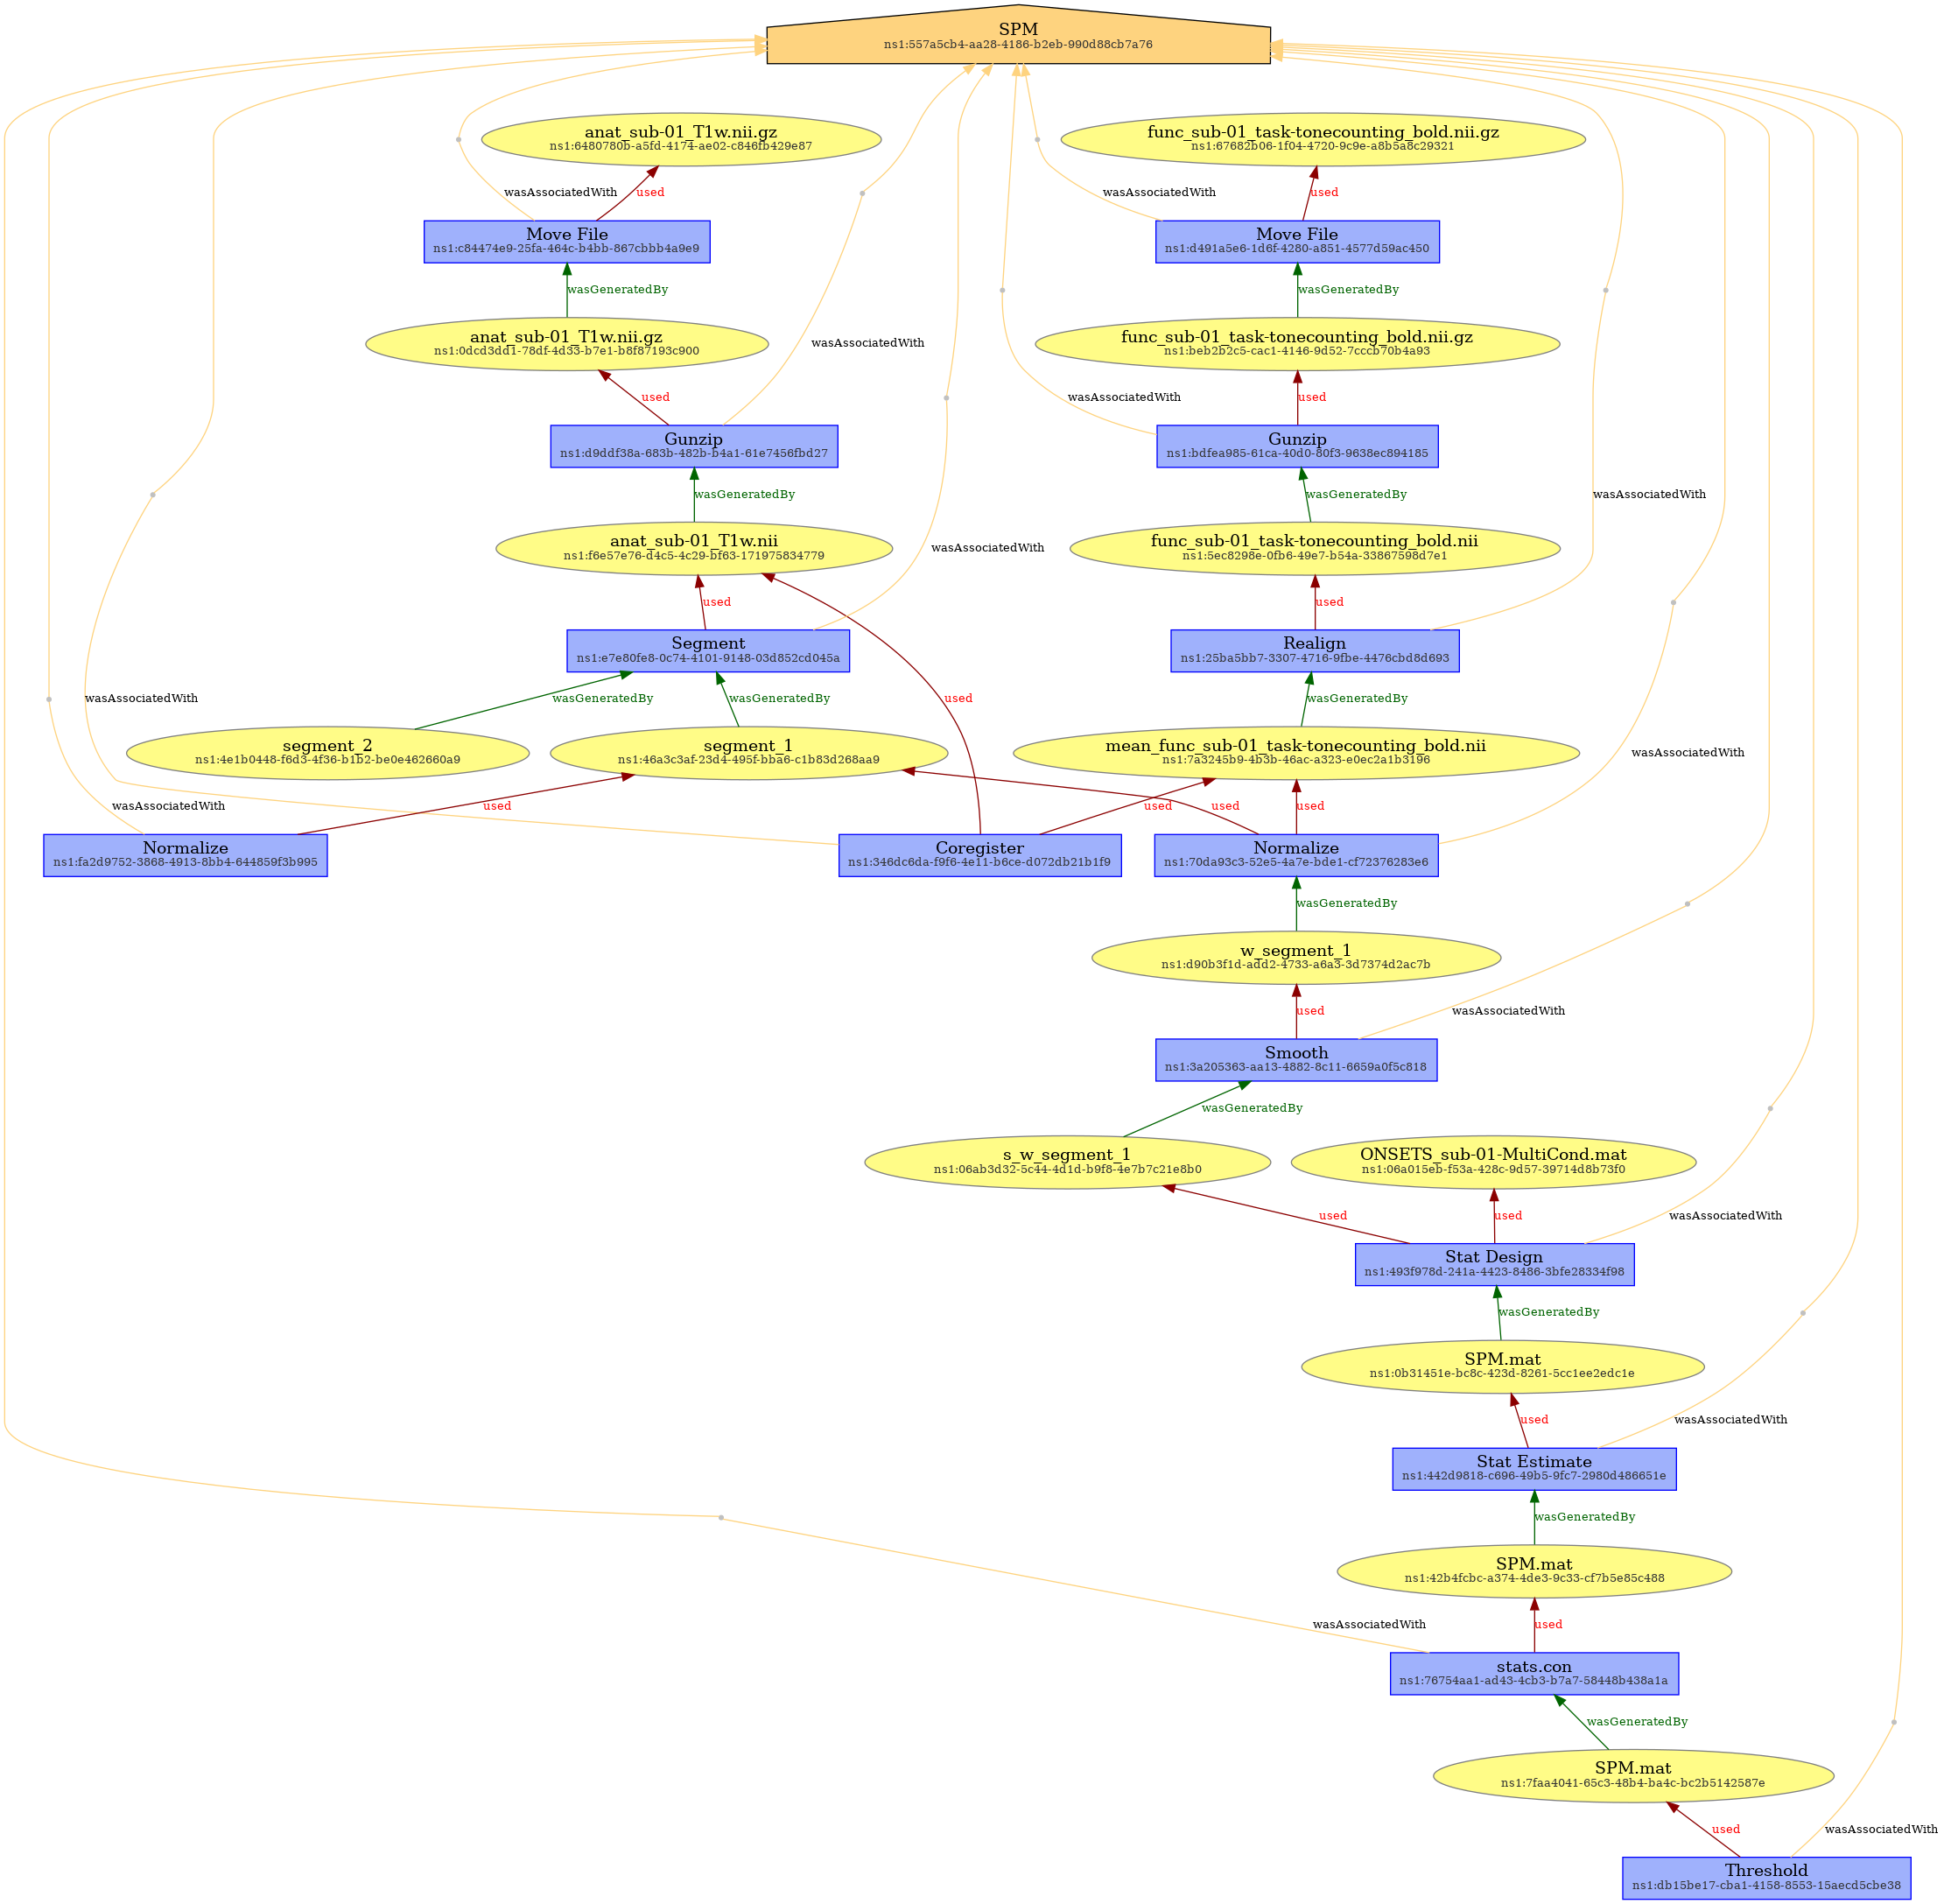 SPM
ns1:557a5cb4-aa28-4186-b2eb-990d88cb7a76
anat_sub-01_T1w.nii.gz
ns1:6480780b-a5fd-4174-ae02-c846fb429e87
func_sub-01_task-tonecounting_bold.nii.gz
ns1:67682b06-1f04-4720-9c9e-a8b5a8c29321
wasAssociatedWith
used
wasAssociatedWith
used
Move File
ns1:c84474e9-25fa-464c-b4bb-867cbbb4a9e9
Move File
ns1:d491a5e6-1d6f-4280-a851-4577d59ac450
wasGeneratedBy
wasGeneratedBy
anat_sub-01_T1w.nii.gz
ns1:0dcd3dd1-78df-4d33-b7e1-b8f87193c900
wasAssociatedWith
func_sub-01_task-tonecounting_bold.nii.gz
ns1:beb2b2c5-cac1-4146-9d52-7cccb70b4a93
used
wasAssociatedWith
used
Gunzip
ns1:d9ddf38a-683b-482b-b4a1-61e7456fbd27
Gunzip
ns1:bdfea985-61ca-40d0-80f3-9638ec894185
wasGeneratedBy
wasGeneratedBy
wasAssociatedWith
anat_sub-01_T1w.nii
ns1:f6e57e76-d4c5-4c29-bf63-171975834779
wasAssociatedWith
func_sub-01_task-tonecounting_bold.nii
ns1:5ec8298e-0fb6-49e7-b54a-33867598d7e1
used
used
Segment
ns1:e7e80fe8-0c74-4101-9148-03d852cd045a
Realign
ns1:25ba5bb7-3307-4716-9fbe-4476cbd8d693
wasAssociatedWith
wasGeneratedBy
wasGeneratedBy
used
wasGeneratedBy
segment_2
ns1:4e1b0448-f6d3-4f36-b1b2-be0e462660a9
segment_1
ns1:46a3c3af-23d4-495f-bba6-c1b83d268aa9
mean_func_sub-01_task-tonecounting_bold.nii
ns1:7a3245b9-4b3b-46ac-a323-e0ec2a1b3196
wasAssociatedWith
wasAssociatedWith
used
used
used
used
Normalize
ns1:fa2d9752-3868-4913-8bb4-644859f3b995
Coregister
ns1:346dc6da-f9f6-4e11-b6ce-d072db21b1f9
Normalize
ns1:70da93c3-52e5-4a7e-bde1-cf72376283e6
wasGeneratedBy
w_segment_1
ns1:d90b3f1d-add2-4733-a6a3-3d7374d2ac7b
used
wasAssociatedWith
Smooth
ns1:3a205363-aa13-4882-8c11-6659a0f5c818
wasGeneratedBy
s_w_segment_1
ns1:06ab3d32-5c44-4d1d-b9f8-4e7b7c21e8b0
ONSETS_sub-01-MultiCond.mat
ns1:06a015eb-f53a-428c-9d57-39714d8b73f0
used
used
wasAssociatedWith
Stat Design
ns1:493f978d-241a-4423-8486-3bfe28334f98
wasGeneratedBy
SPM.mat
ns1:0b31451e-bc8c-423d-8261-5cc1ee2edc1e
used
wasAssociatedWith
Stat Estimate
ns1:442d9818-c696-49b5-9fc7-2980d486651e
wasGeneratedBy
SPM.mat
ns1:42b4fcbc-a374-4de3-9c33-cf7b5e85c488
wasAssociatedWith
used
stats.con
ns1:76754aa1-ad43-4cb3-b7a7-58448b438a1a
wasGeneratedBy
SPM.mat
ns1:7faa4041-65c3-48b4-ba4c-bc2b5142587e
used
wasAssociatedWith
Threshold
ns1:db15be17-cba1-4158-8553-15aecd5cbe38